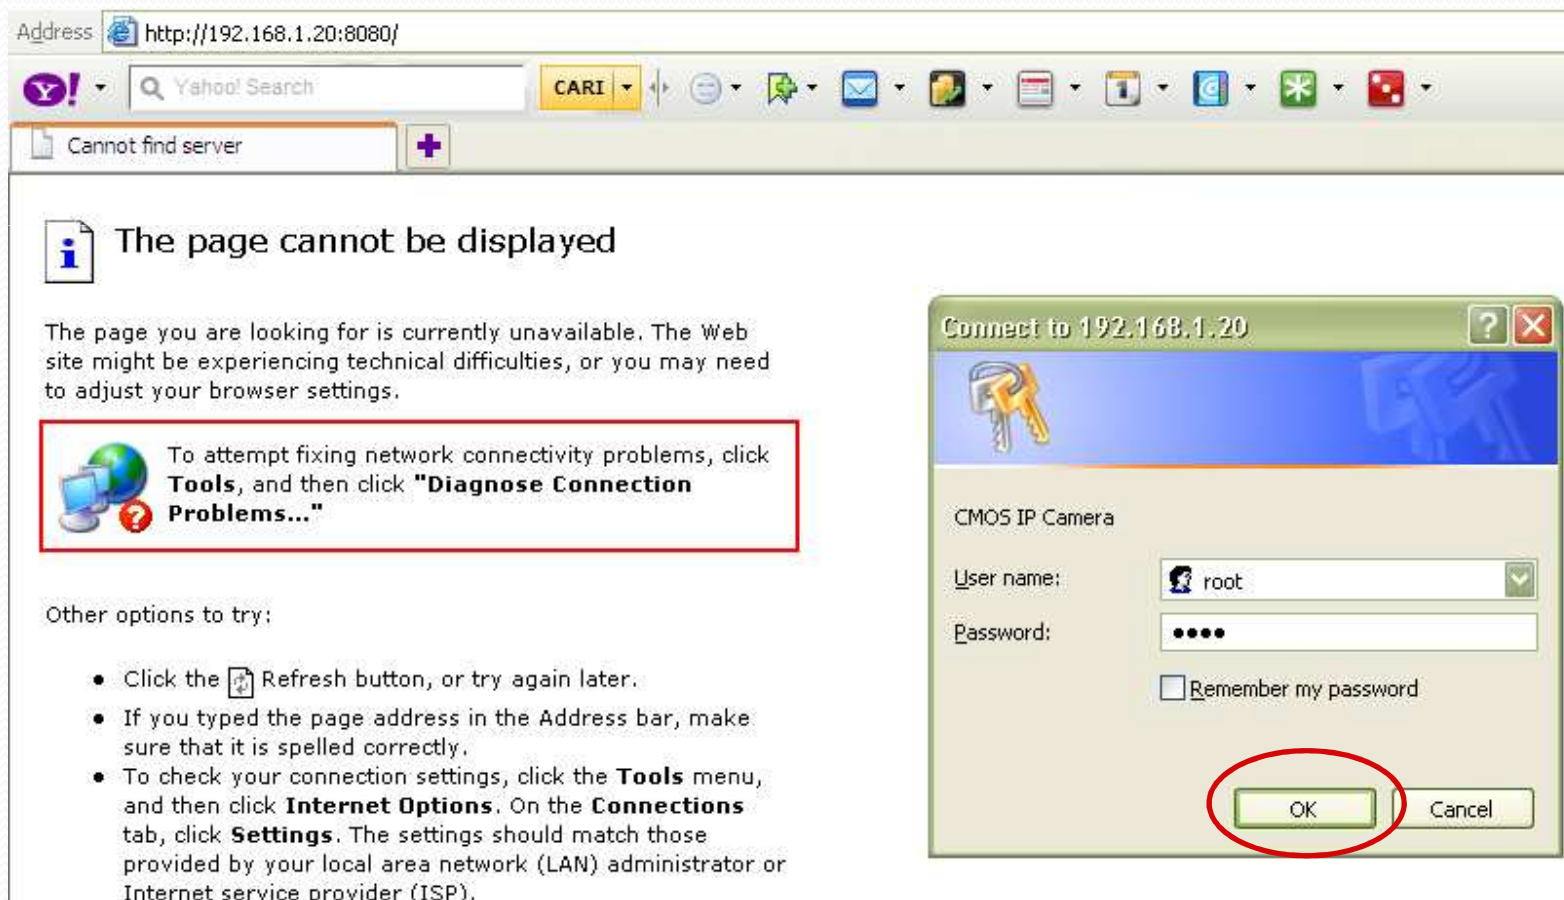 Address http://192.168.1.20:8080/
Y! Yahoo! Search CARI 1
Cannot find server
The page cannot be displayed
The page you are looking for is currently unavailable. The Web
site might be experiencing technical difficulties, or you may need
to adjust your browser settings.
To attempt fixing network connectivity problems, click
Tools, and then click "Diagnose Connection
Problems..."
Other options to try:
Click the Refresh button, or try again later.
If you typed the page address in the Address bar, make
sure that it is spelled correctly.
To check your connection settings, click the Tools menu,
and then click Internet Options. On the Connections
tab, click Settings. The settings should match those
provided by your local area network (LAN) administrator or
Internet service provider (ISP).
Connect to 192.168.1.20
CMOS IP Camera
User name: root
Password: ●●●●
Remember my password
OK Cancel